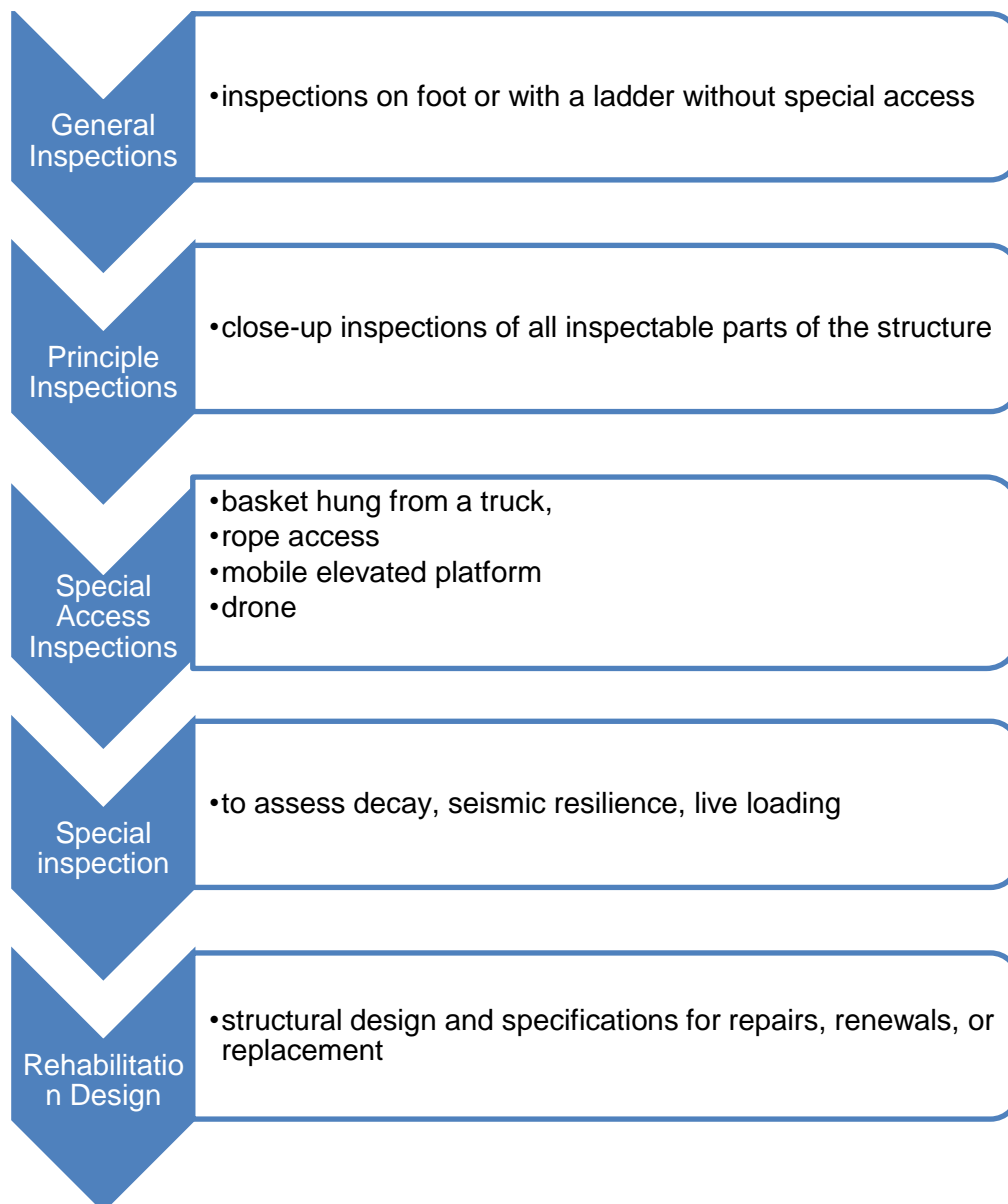 General
Inspections
•inspections on foot or with a ladder without special access
Principle
Inspections
•close-up inspections of all inspectable parts of the structure
Special
Access
Inspections
•basket hung from a truck,
•rope access
•mobile elevated platform
•drone
Special
inspection
•to assess decay, seismic resilience, live loading
Rehabilitatio
n Design
•structural design and specifications for repairs, renewals, or
replacement